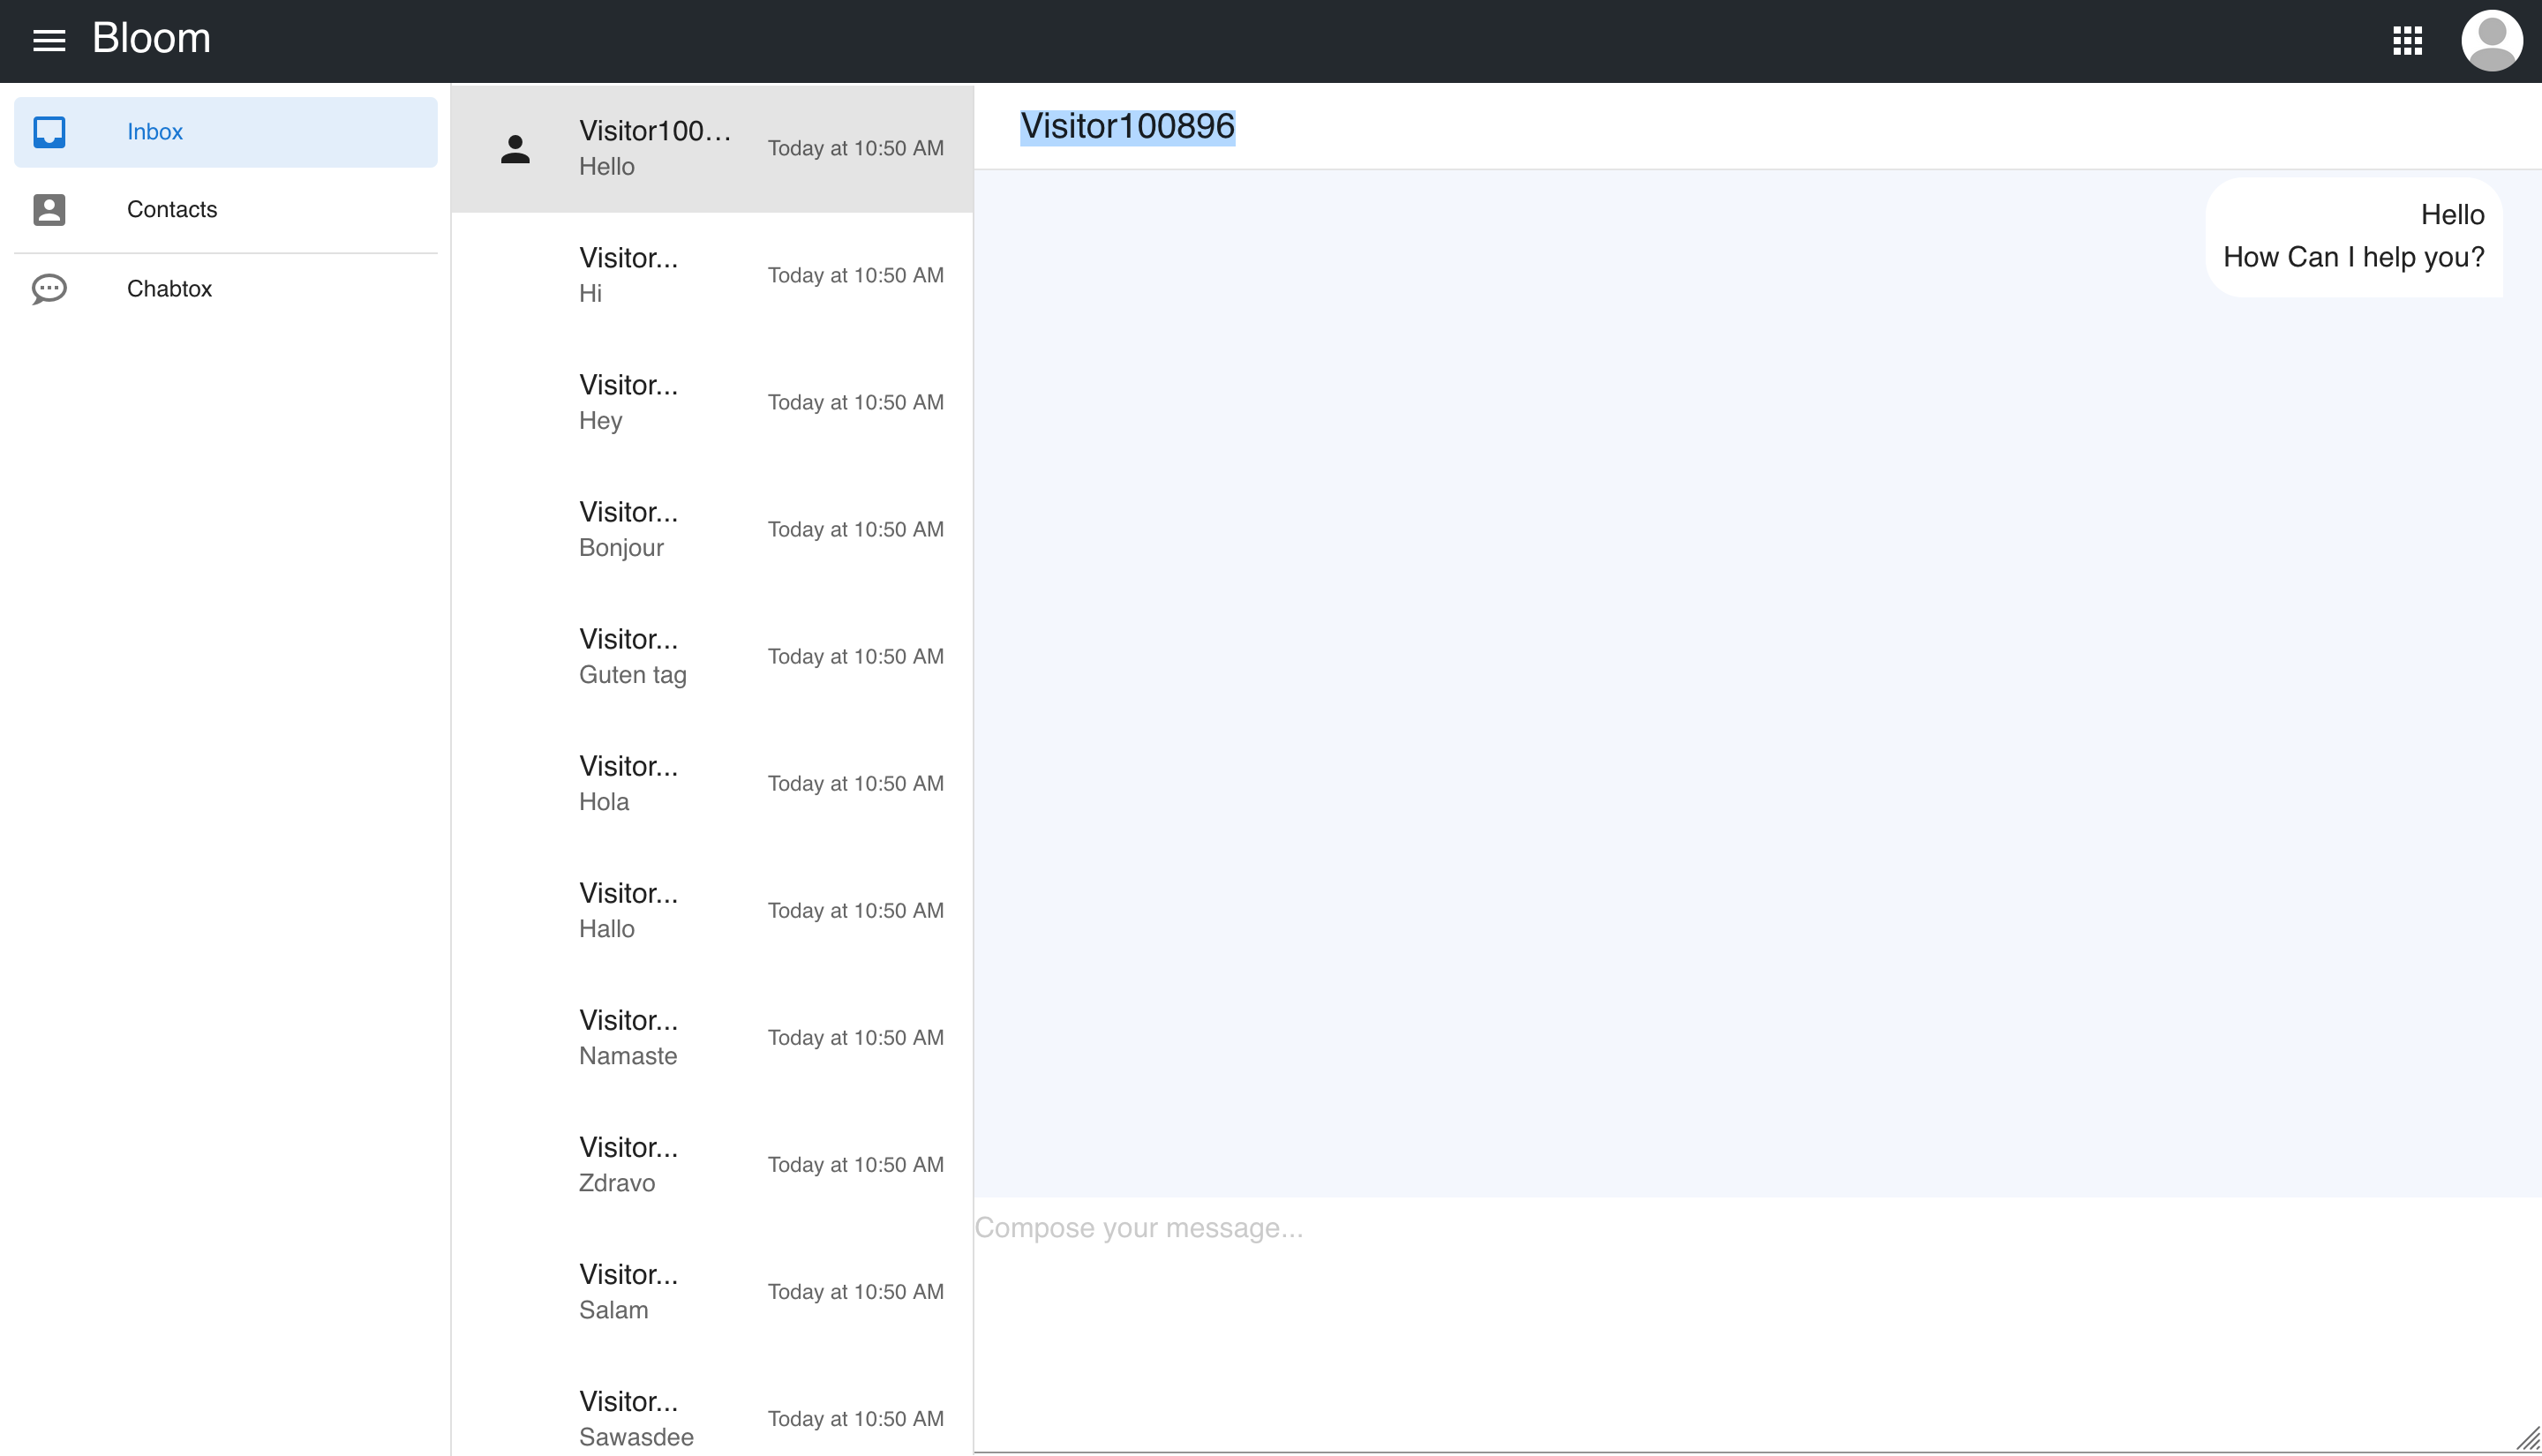 Bloom
Inbox
Contacts
Chabtox
Visitor100...
Hello
Today at 10:50 AM
Visitor...
Hi
Today at 10:50 AM
Visitor...
Hey
Today at 10:50 AM
Visitor...
Bonjour
Today at 10:50 AM
Visitor...
Guten tag
Today at 10:50 AM
Visitor...
Hola
Today at 10:50 AM
Visitor...
Hallo
Today at 10:50 AM
Visitor...
Namaste
Today at 10:50 AM
Visitor...
Zdravo
Today at 10:50 AM
Visitor...
Salam
Today at 10:50 AM
Visitor...
Sawasdee
Today at 10:50 AM
Visitor100896
Hello
How Can I help you?
Compose your message...